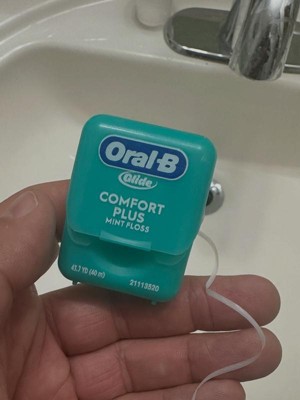 Oral-B
Glide
COMFORT
PLUS
MINT FLOSS
43.7 YD (40 m)
21113520